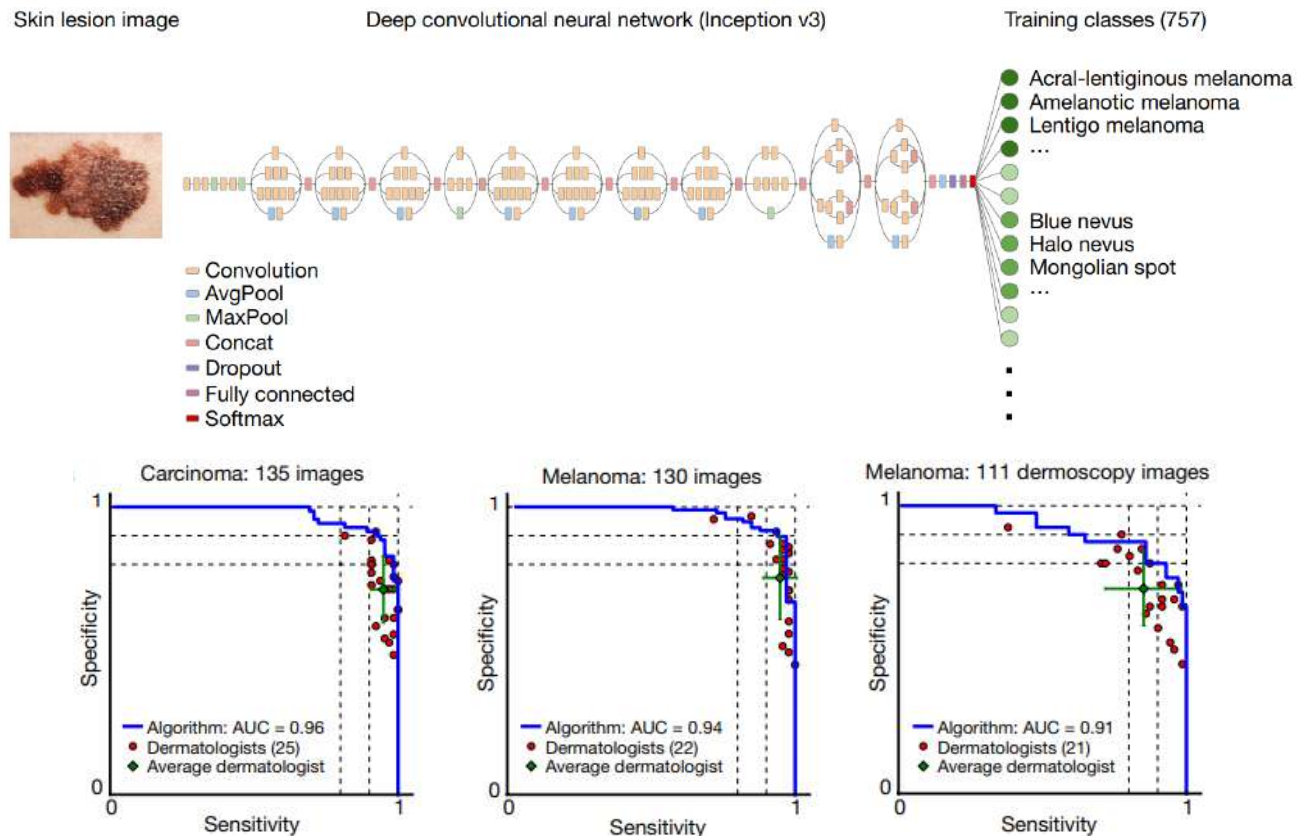 Skin lesion image
Deep convolutional neural network (Inception v3)
Training classes (757)
Acral-lentiginous melanoma
Amelanotic melanoma
Lentigo melanoma
...
Blue nevus
Halo nevus
Mongolian spot
...
Convolution
AvgPool
MaxPool
Concat
Dropout
Fully connected
Softmax
Carcinoma: 135 images
1
Specificity
Algorithm: AUC = 0.96
Dermatologists (25)
Average dermatologist
0
0
1
Sensitivity
Melanoma: 130 images
1
Specificity
Algorithm: AUC = 0.94
Dermatologists (22)
Average dermatologist
0
0
1
Sensitivity
Melanoma: 111 dermoscopy images
1
Specificity
Algorithm: AUC = 0.91
Dermatologists (21)
Average dermatologist
0
0
1
Sensitivity